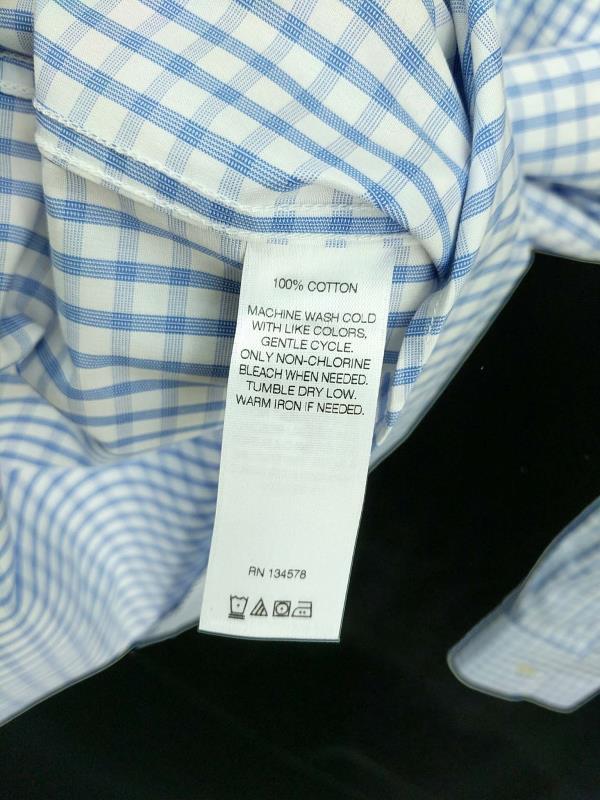 100% COTTON
MACHINE WASH COLD
WITH LIKE COLORS,
GENTLE CYCLE.
ONLY NON-CHLORINE
BLEACH WHEN NEEDED.
TUMBLE DRY LOW.
WARM IRON IF NEEDED.
RN 134578